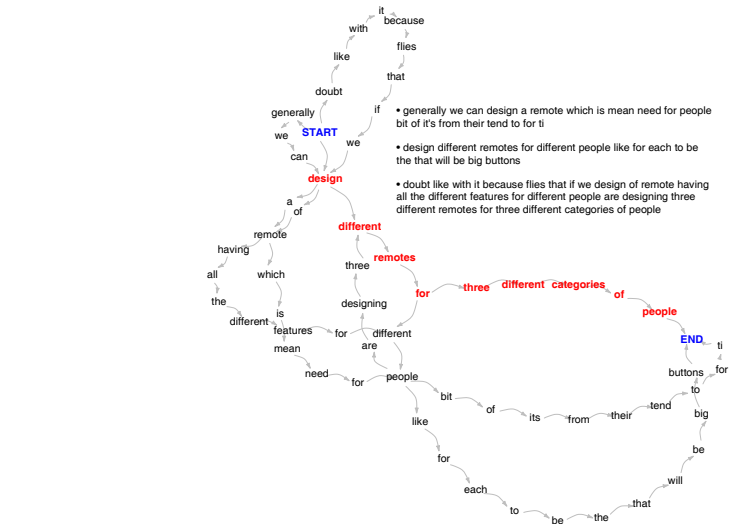 it
because
with
flies
like
that
doubt
if
generally
we
START
we
can
design
• generally we can design a remote which is mean need for people
bit of it's from their tend to for ti
• design different remotes for different people like for each to be
the that will be big buttons
• doubt like with it because flies that if we design of remote having
all the different features for different people are designing three
different remotes for three different categories of people
a
of
different
remote
having
three
remotes
all
which
for
three
different
categories
of
the
designing
people
is
different
features
for
different
are
mean
END
ti
need
for
people
buttons
for
to
bit
of
its
from
their
tend
big
like
for
be
each
will
to
be
the
that